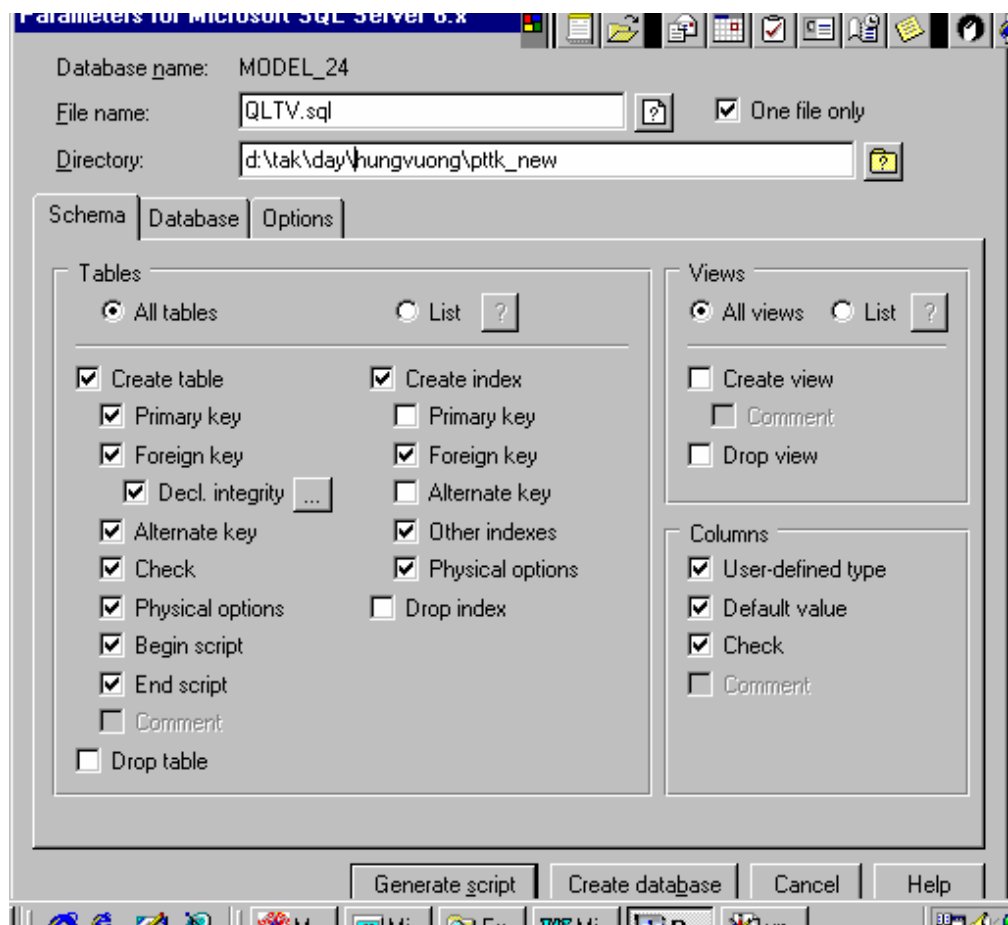 Parameters for Microsoft SQL Server 6.x
Database name: MODEL_24
File name: QLTV.sql One file only
Directory: d:\tak\day\hungvuong\pttk_new
Schema Database Options
Tables Views
All tables List ? All views List ?
Create table Create index Create view
Primary key Primary key Comment
Foreign key Foreign key Drop view
Decl. integrity ... Alternate key
Alternate key Other indexes Columns
Check Physical options User-defined type
Physical options Drop index Default value
Begin script Check
End script Comment
Comment
Drop table
Generate script Create database Cancel Help